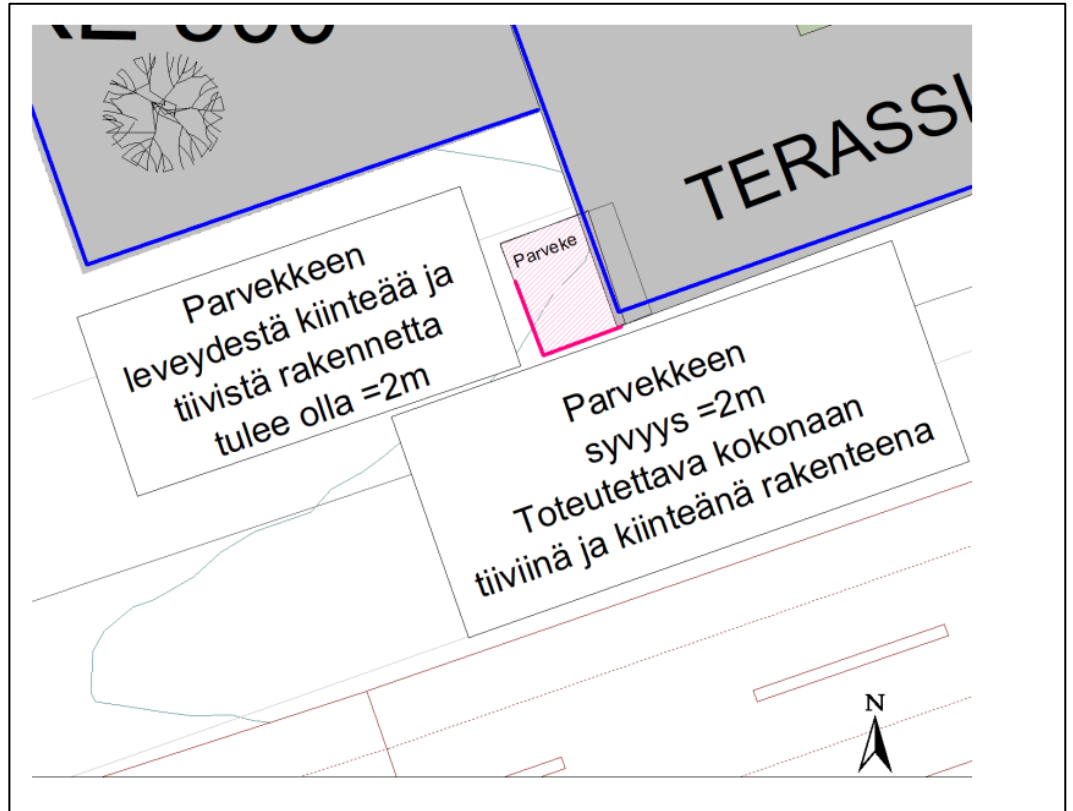 TERASSI
Parveke
Parvekkeen
leveydestä kiinteää ja
tiivistä rakennetta
tulee olla =2m
Parvekkeen
syvyys =2m
Toteutettava kokonaan
tiiviinä ja kiinteänä rakenteena
N